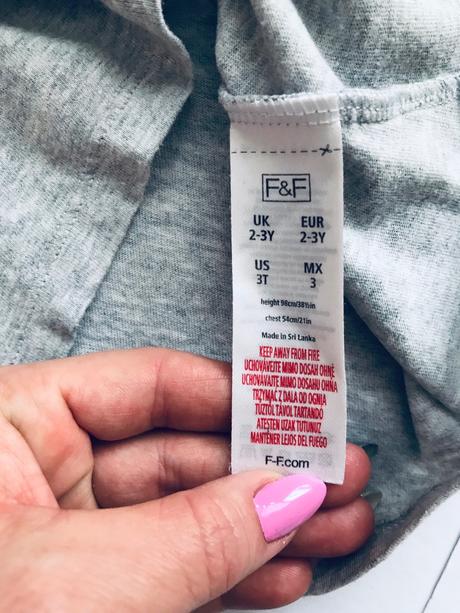 F&F
UK EUR
2-3Y 2-3Y
US MX
3T 3
height 98cm/38½in
chest 54cm/21in
Made in Sri Lanka
KEEP AWAY FROM FIRE
UCHOVÁVEJTE MIMO DOSAH OHNĚ
UCHOVÁVAJTE MIMO DOSAHU OHŇA
TRZYMAĆ Z DALA OD OGNIA
TŰZTŐL TÁVOL TARTANDÓ
ATEŞTEN UZAK TUTUNUZ
MANTENER LEJOS DEL FUEGO
F-F.com